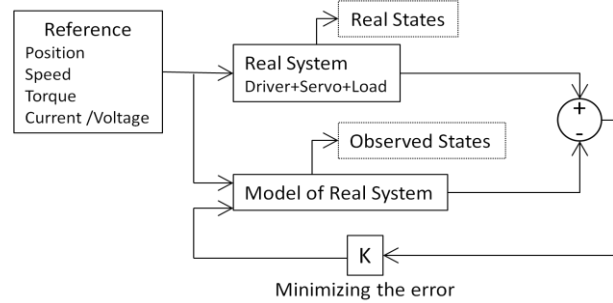 Reference
Position
Speed
Torque
Current /Voltage
Real States
Real System
Driver+Servo+Load
+
-
Observed States
Model of Real System
K
Minimizing the error